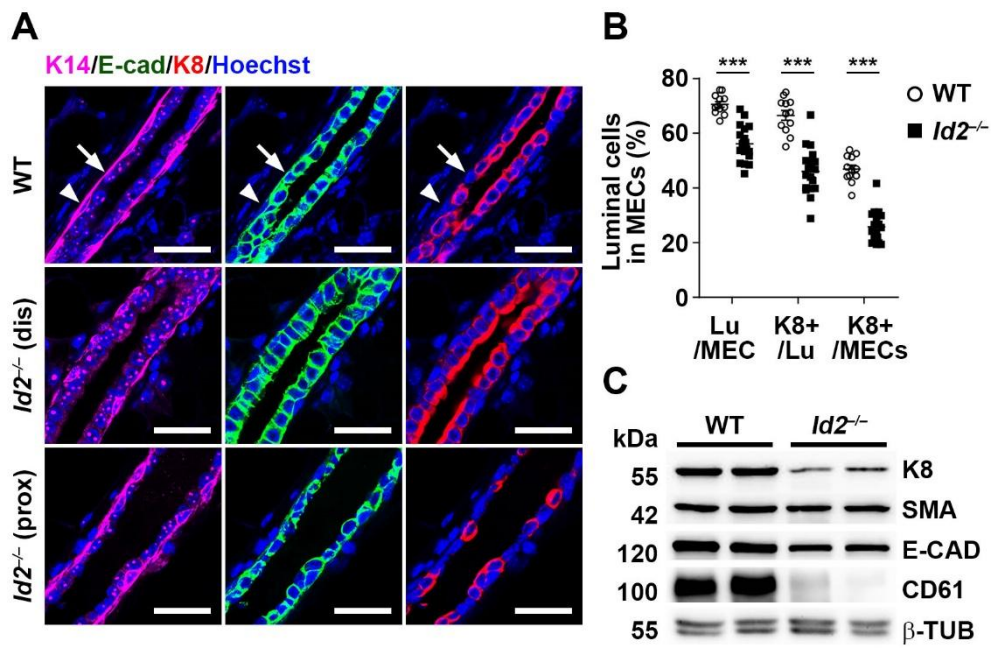 A
K14/E-cad/K8/Hoechst
WT
Id2–/– (dis)
Id2–/– (prox)
B
*** *** ***
Luminal cells
in MECs (%)
80
60
40
20
0
Lu
/MEC
K8+
/Lu
K8+
/MECs
WT
Id2–/–
C
kDa WT Id2–/–
55 K8
42 SMA
120 E-CAD
100 CD61
55 β-TUB